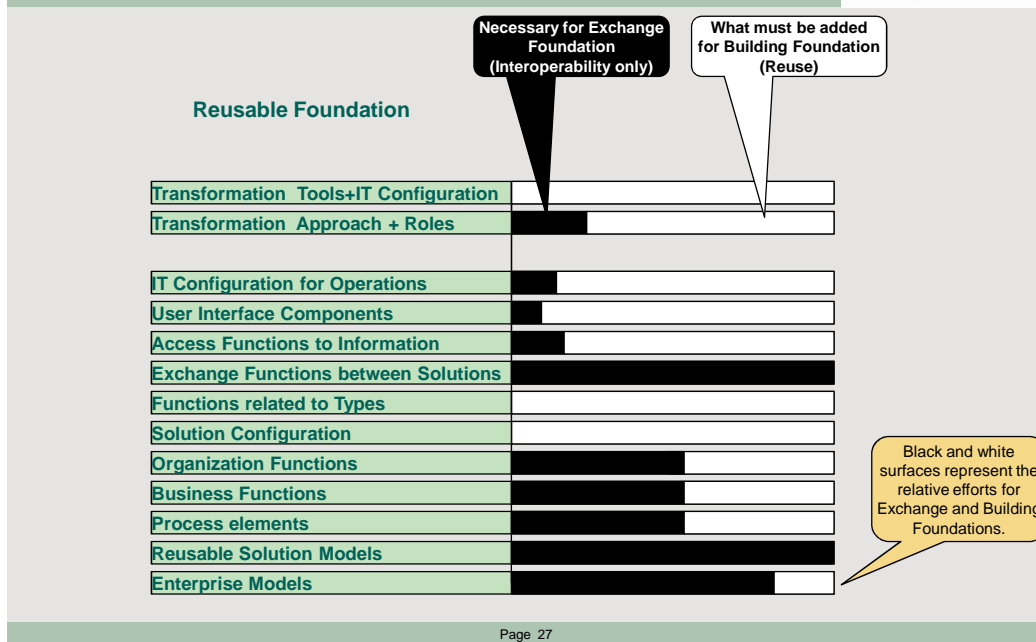 Necessary for Exchange
Foundation
(Interoperability only)
What must be added
for Building Foundation
(Reuse)
Reusable Foundation
Transformation Tools+IT Configuration
Transformation Approach + Roles
IT Configuration for Operations
User Interface Components
Access Functions to Information
Exchange Functions between Solutions
Functions related to Types
Solution Configuration
Organization Functions
Business Functions
Process elements
Reusable Solution Models
Enterprise Models
Black and white
surfaces represent the
relative efforts for
Exchange and Building
Foundations.
Page 27